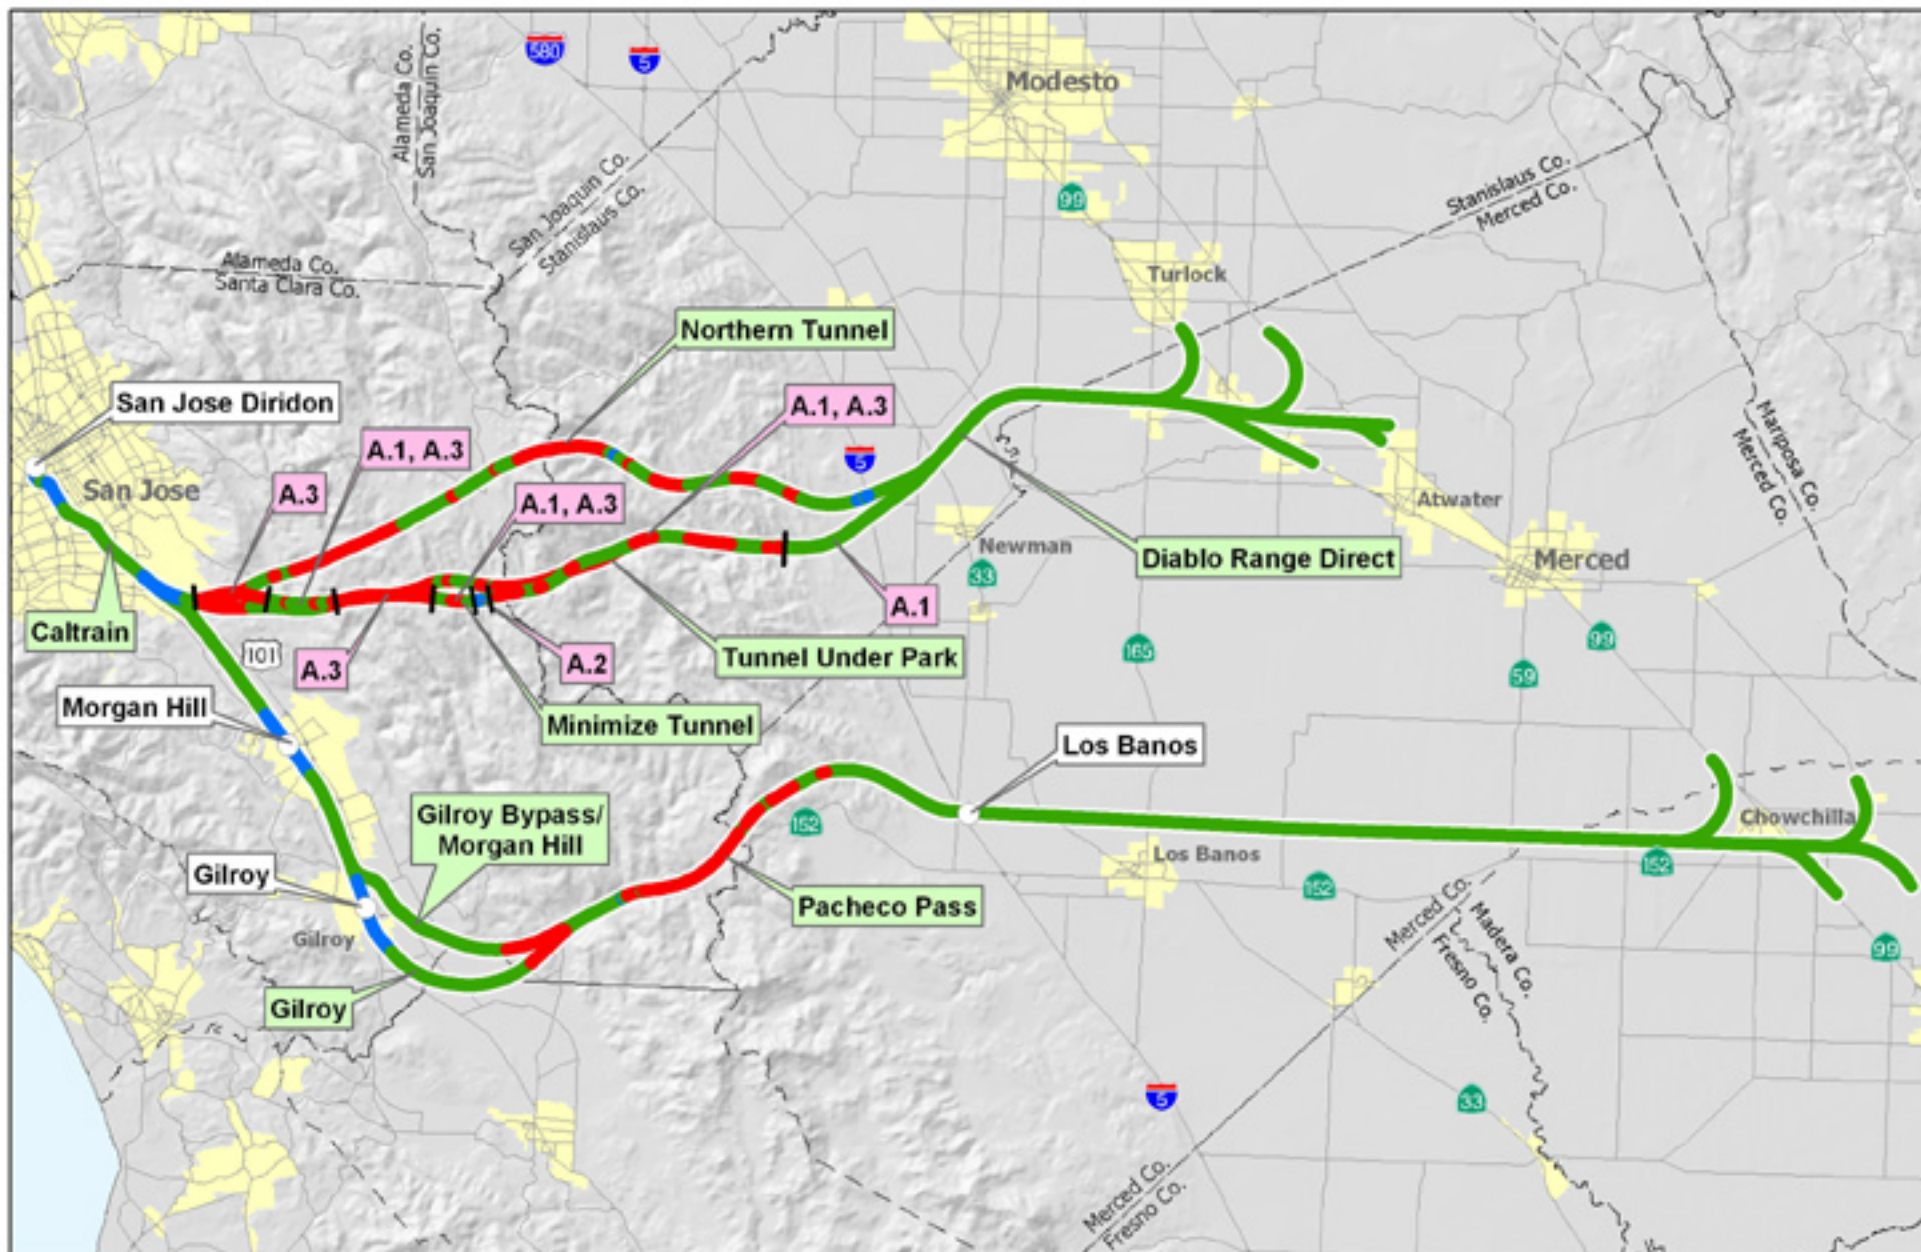 580
5
Alameda Co.
San Joaquin Co.
Modesto
San Joaquin Co.
Stanislaus Co.
99
Stanislaus Co.
Merced Co.
Alameda Co.
Santa Clara Co.
Turlock
Northern Tunnel
San Jose Diridon
A.1, A.3
A.1, A.3
Mariposa Co.
Merced Co.
5
San Jose
A.3
A.1, A.3
Atwater
Newman
Diablo Range Direct
Merced
33
A.1
Caltrain
101
A.3
A.2
Tunnel Under Park
165
99
59
Morgan Hill
Minimize Tunnel
Los Banos
Gilroy Bypass/
Morgan Hill
152
Chowchilla
Los Banos
152
152
Gilroy
Pacheco Pass
Gilroy
Merced Co.
Fresno Co.
Madera Co.
99
Gilroy
5
33
Merced Co.
Fresno Co.